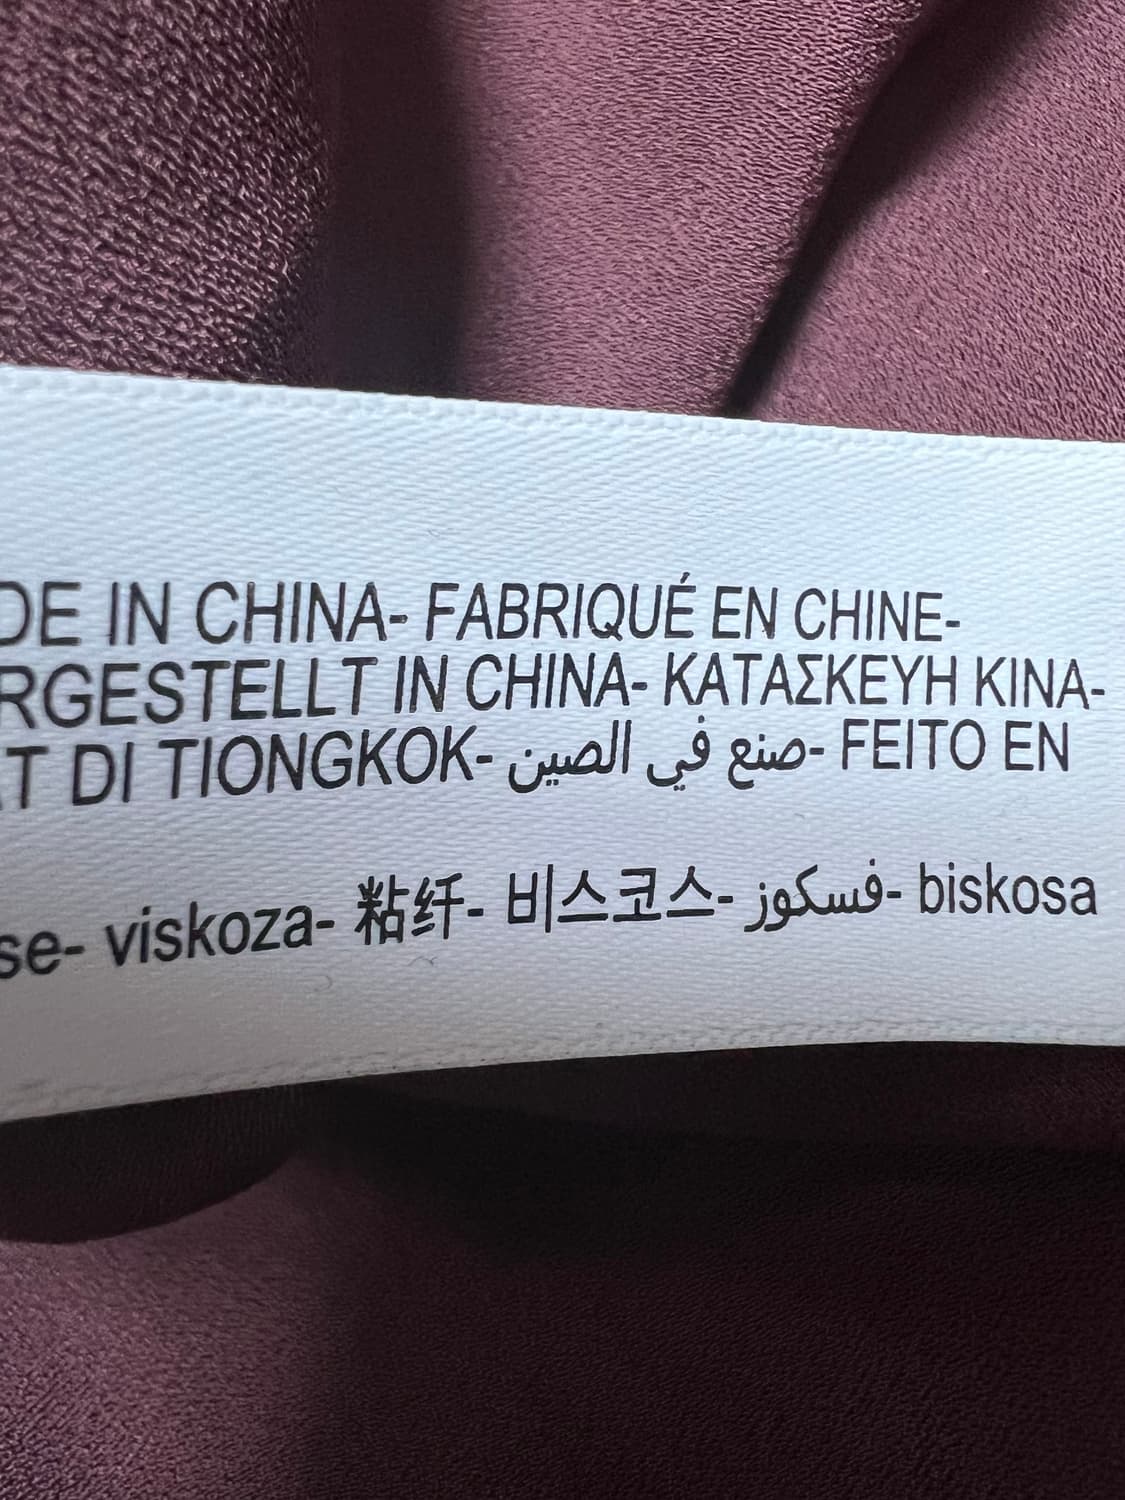 DE IN CHINA- FABRIQUÉ EN CHINE-
RGESTELLT IN CHINA- ΚΑΤΑΣΚΕΥΗ ΚΙΝΑ-
AT DI TIONGKOK- صنع في الصين- FEITO EN
se- viskoza- 粘纤- 비스코스- فسكوز- biskosa